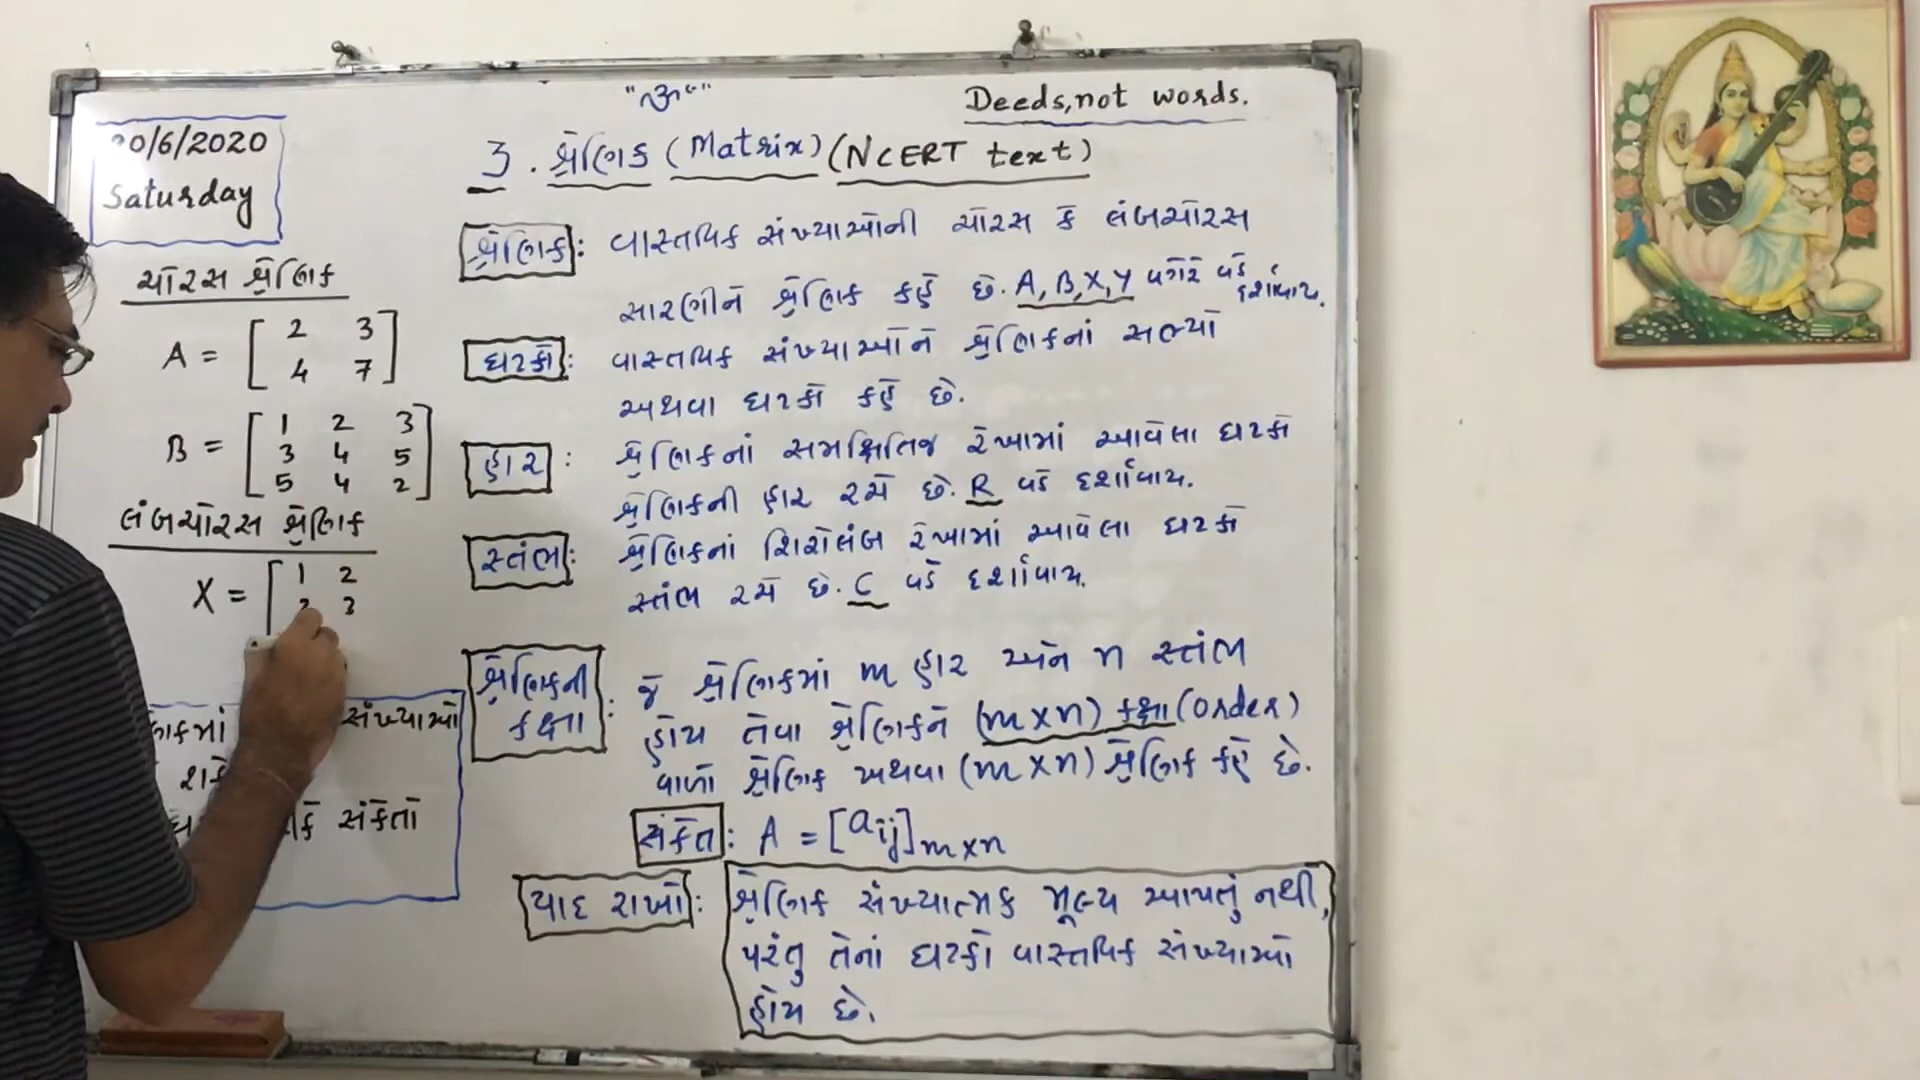 "ૐ"
Deeds, not words.
0/6/2020
Saturday
3. શ્રેણિક (Matrix) (NCERT text)
ચોરસ શ્રેણિક
A = [ 2 3
4 7 ]
B = [ 1 2 3
3 4 5
5 4 2 ]
લંબચોરસ શ્રેણિક
X = [ 1 2
3
સંખ્યાઓ
સંકેતો
શ્રેણિક: વાસ્તવિક સંખ્યાઓની ચોરસ કે લંબચોરસ
સારણીને શ્રેણિક કહે છે. A, B, X, Y વગેરે વડે દર્શાવાય.
ઘટકો: વાસ્તવિક સંખ્યાઓને શ્રેણિકનાં સભ્યો
અથવા ઘટકો કહે છે.
હાર: શ્રેણિકનાં સમક્ષિતિજ રેખામાં આવેલા ઘટકો
શ્રેણિકની હાર રચે છે. R વડે દર્શાવાય.
સ્તંભ: શ્રેણિકનાં શિરોલંબ રેખામાં આવેલા ઘટકો
સ્તંભ રચે છે. C વડે દર્શાવાય.
શ્રેણિકની કક્ષા: જે શ્રેણિકમાં m હાર અને n સ્તંભ
હોય તેવા શ્રેણિકને (m×n) કક્ષા (order)
વાળો શ્રેણિક અથવા (m×n) શ્રેણિક કહે છે.
સંકેત: A = [aij]m×n
યાદ રાખો: શ્રેણિક સંખ્યાત્મક મૂલ્ય આપતું નથી,
પરંતુ તેનાં ઘટકો વાસ્તવિક સંખ્યાઓ
હોય છે.